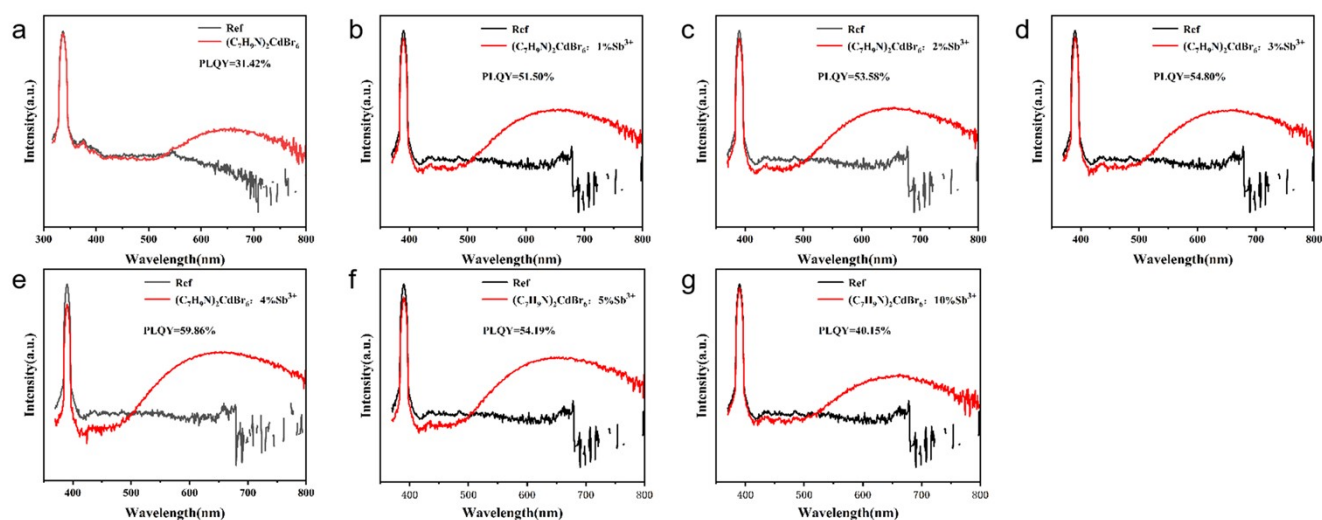 a
Ref
(C7H9N)2CdBr6
PLQY=31.42%
Intensity(a.u.)
300 400 500 600 700 800
Wavelength(nm)
b
Ref
(C7H9N)2CdBr6: 1%Sb3+
PLQY=51.50%
Intensity(a.u.)
400 500 600 700 800
Wavelength(nm)
c
Ref
(C7H9N)2CdBr6: 2%Sb3+
PLQY=53.58%
Intensity(a.u.)
400 500 600 700 800
Wavelength(nm)
d
Ref
(C7H9N)2CdBr6: 3%Sb3+
PLQY=54.80%
Intensity(a.u.)
400 500 600 700 800
Wavelength(nm)
e
Ref
(C7H9N)2CdBr6: 4%Sb3+
PLQY=59.86%
Intensity(a.u.)
400 500 600 700 800
Wavelength(nm)
f
Ref
(C7H9N)2CdBr6: 5%Sb3+
PLQY=54.19%
Intensity(a.u.)
400 500 600 700 800
Wavelength(nm)
g
Ref
(C7H9N)2CdBr6: 10%Sb3+
PLQY=40.15%
Intensity(a.u.)
400 500 600 700 800
Wavelength(nm)